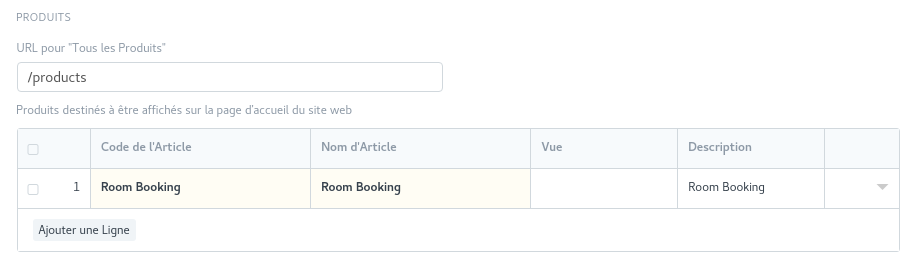 PRODUITS
URL pour "Tous les Produits"
/products
Produits destinés à être affichés sur la page d'accueil du site web
Code de l'Article Nom d'Article Vue Description
1 Room Booking Room Booking Room Booking
Ajouter une Ligne